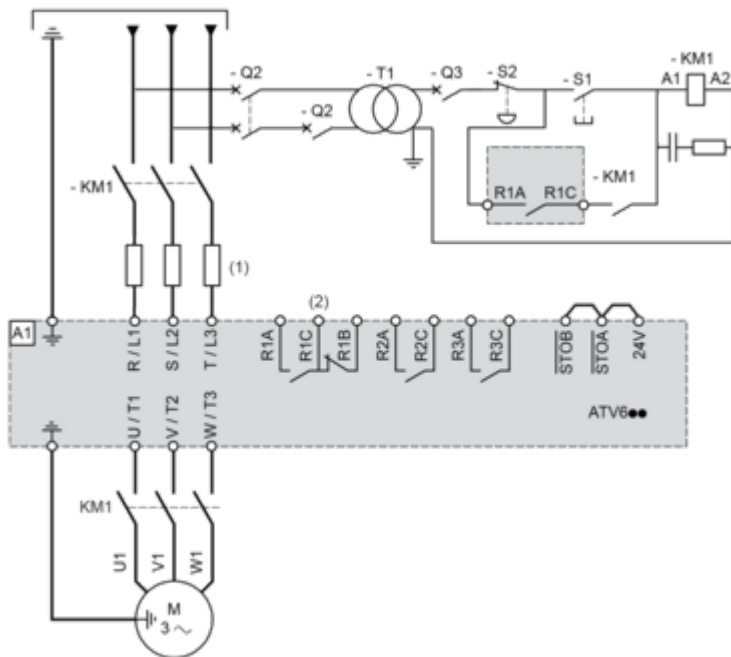 - Q2
- T1
- Q3
- S2
- S1
- KM1
A1
A2
- Q2
- KM1
R1A
R1C
- KM1
(1)
(2)
A1
R / L1
S / L2
T / L3
R1A
R1C
R1B
R2A
R2C
R3A
R3C
STOB
STOA
24V
U / T1
V / T2
W / T3
ATV6●●
KM1
U1
V1
W1
M
3 ~